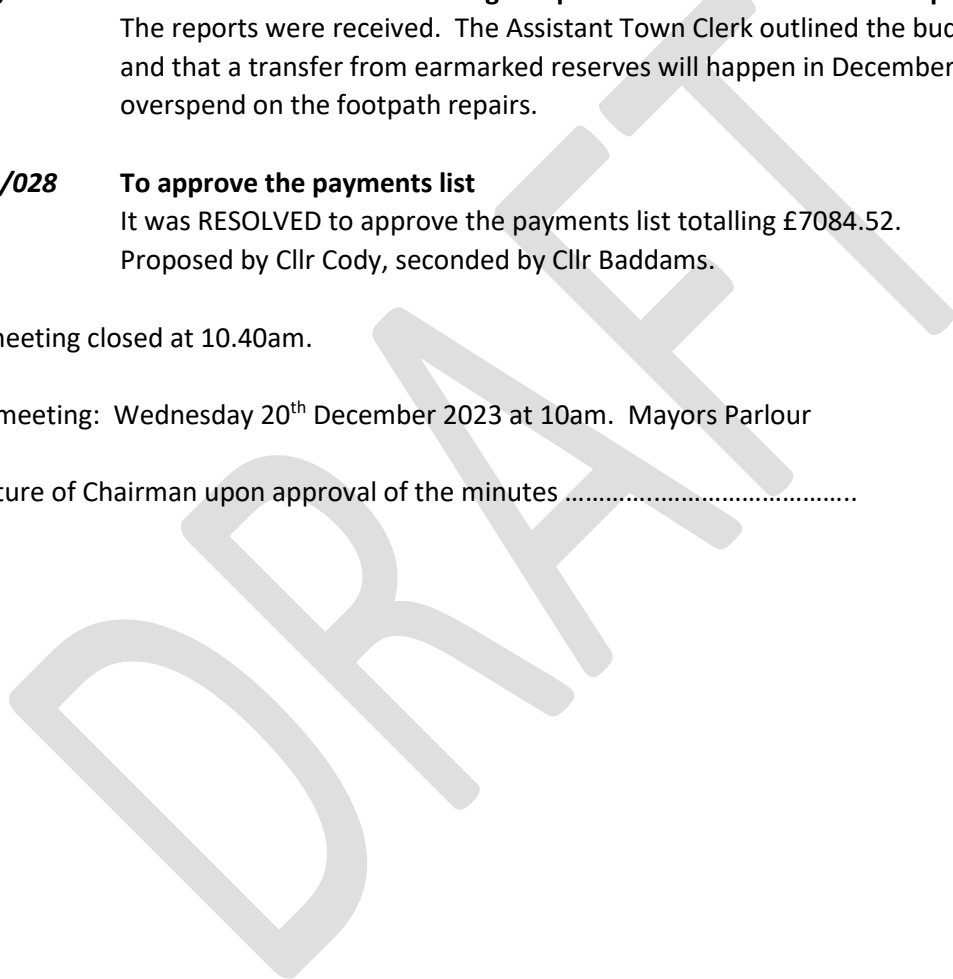 The reports were received. The Assistant Town Clerk outlined the
and that a transfer from earmarked reserves will happen in December
overspend on the footpath repairs.
/028 To approve the payments list
It was RESOLVED to approve the payments list totalling £7084.52.
Proposed by Cllr Cody, seconded by Cllr Baddams.
meeting closed at 10.40am.
meeting: Wednesday 20th December 2023 at 10am. Mayors Parlour
ture of Chairman upon approval of the minutes ………….……………………..
DRAFT